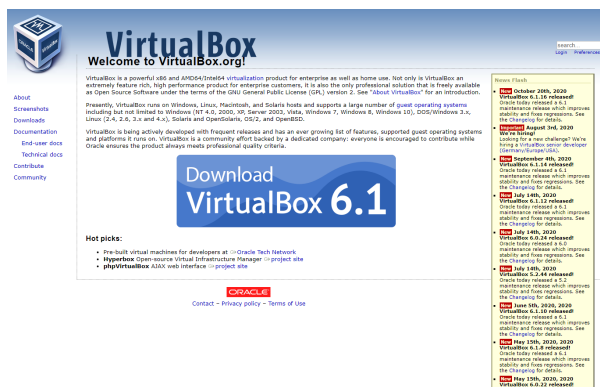 ORACLE
VirtualBox
VirtualBox
search...
Login Preferences
Welcome to VirtualBox.org!
About
Screenshots
Downloads
Documentation
End-user docs
Technical docs
Contribute
Community
VirtualBox is a powerful x86 and AMD64/Intel64 virtualization product for enterprise as well as home use. Not only is VirtualBox an
extremely feature rich, high performance product for enterprise customers, it is also the only professional solution that is freely available
as Open Source Software under the terms of the GNU General Public License (GPL) version 2. See "About VirtualBox" for an introduction.
Presently, VirtualBox runs on Windows, Linux, Macintosh, and Solaris hosts and supports a large number of guest operating systems
including but not limited to Windows (NT 4.0, 2000, XP, Server 2003, Vista, Windows 7, Windows 8, Windows 10), DOS/Windows 3.x,
Linux (2.4, 2.6, 3.x and 4.x), Solaris and OpenSolaris, OS/2, and OpenBSD.
VirtualBox is being actively developed with frequent releases and has an ever growing list of features, supported guest operating systems
and platforms it runs on. VirtualBox is a community effort backed by a dedicated company: everyone is encouraged to contribute while
Oracle ensures the product always meets professional quality criteria.
Download
VirtualBox 6.1
Hot picks:
Pre-built virtual machines for developers at Oracle Tech Network
Hyperbox Open-source Virtual Infrastructure Manager project site
phpVirtualBox AJAX web interface project site
ORACLE
Contact – Privacy policy – Terms of Use
News Flash
New October 20th, 2020
VirtualBox 6.1.16 released!
Oracle today released a 6.1
maintenance release which improves
stability and fixes regressions. See
the Changelog for details.
Important August 3rd, 2020
We're hiring!
Looking for a new challenge? We're
hiring a VirtualBox senior developer
(Germany/Europe/USA).
New September 4th, 2020
VirtualBox 6.1.14 released!
Oracle today released a 6.1
maintenance release which improves
stability and fixes regressions. See
the Changelog for details.
New July 14th, 2020
VirtualBox 6.1.12 released!
Oracle today released a 6.1
maintenance release which improves
stability and fixes regressions. See
the Changelog for details.
New July 14th, 2020
VirtualBox 6.0.24 released!
Oracle today released a 6.0
maintenance release which improves
stability and fixes regressions. See
the Changelog for details.
New July 14th, 2020
VirtualBox 5.2.44 released!
Oracle today released a 5.2
maintenance release which improves
stability and fixes regressions. See
the Changelog for details.
New June 5th, 2020, 2020
VirtualBox 6.1.10 released!
Oracle today released a 6.1
maintenance release which improves
stability and fixes regressions. See
the Changelog for details.
New May 15th, 2020, 2020
VirtualBox 6.1.8 released!
Oracle today released a 6.1
maintenance release which improves
stability and fixes regressions. See
the Changelog for details.
New May 15th, 2020, 2020
VirtualBox 6.0.22 released!